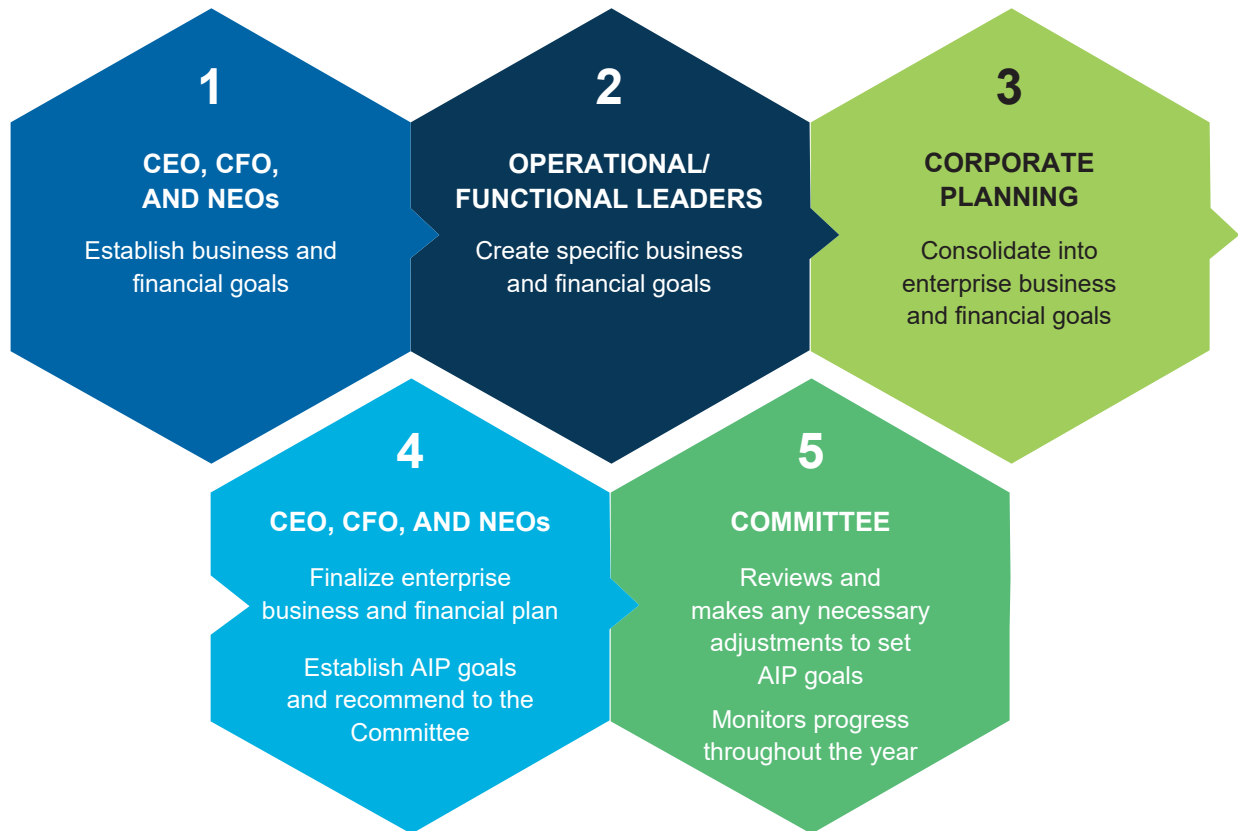 1
CEO, CFO,
AND NEOs
Establish business and
financial goals
2
OPERATIONAL/
FUNCTIONAL LEADERS
Create specific business
and financial goals
3
CORPORATE
PLANNING
Consolidate into
enterprise business
and financial goals
4
CEO, CFO, AND NEOs
Finalize enterprise
business and financial plan
Establish AIP goals
and recommend to the
Committee
5
COMMITTEE
Reviews and
makes any necessary
adjustments to set
AIP goals
Monitors progress
throughout the year